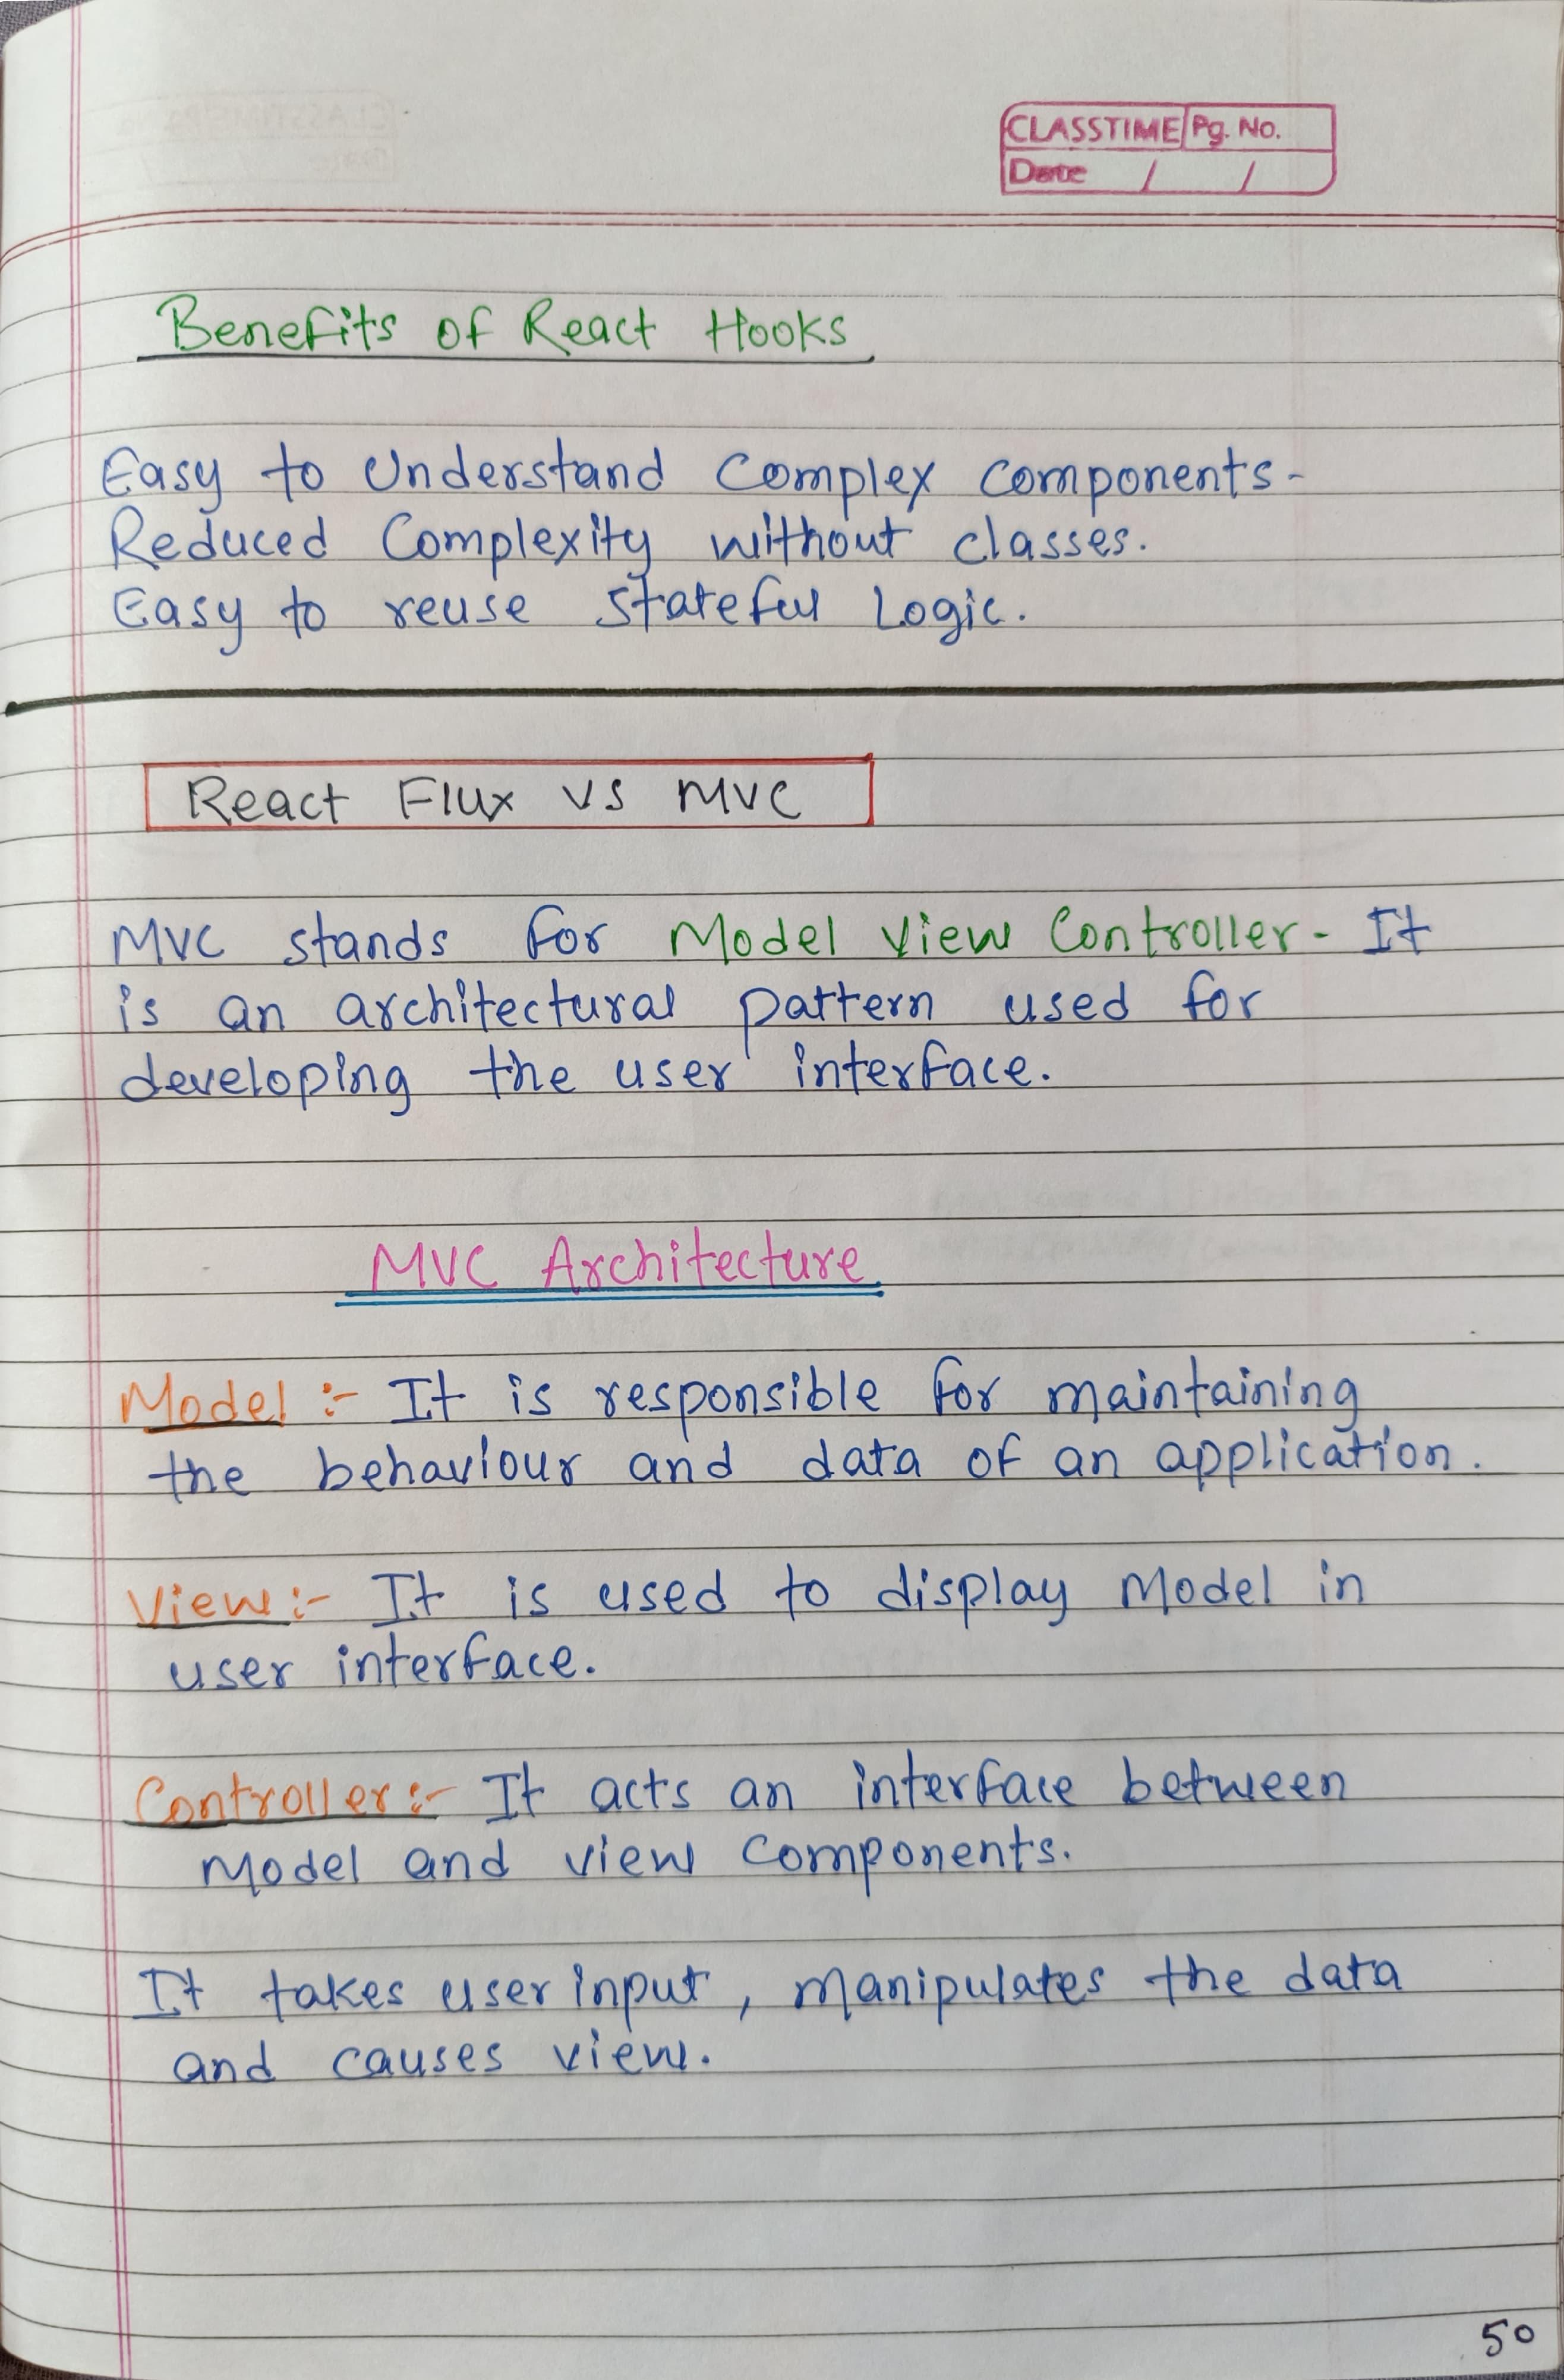 CLASSTIME Pg. No.
Date / /
Benefits of React Hooks
Easy to Understand Complex Components-
Reduced Complexity without classes.
Easy to reuse stateful Logic.
React Flux vs MVC
MVC stands for Model View Controller- It
is an architectural pattern used for
developing the user interface.
MVC Architecture
Model :- It is responsible for maintaining
the behaviour and data of an application.
View:- It is used to display Model in
user interface.
Controller:- It acts an interface between
Model and view components.
It takes user input, manipulates the data
and causes view.
50